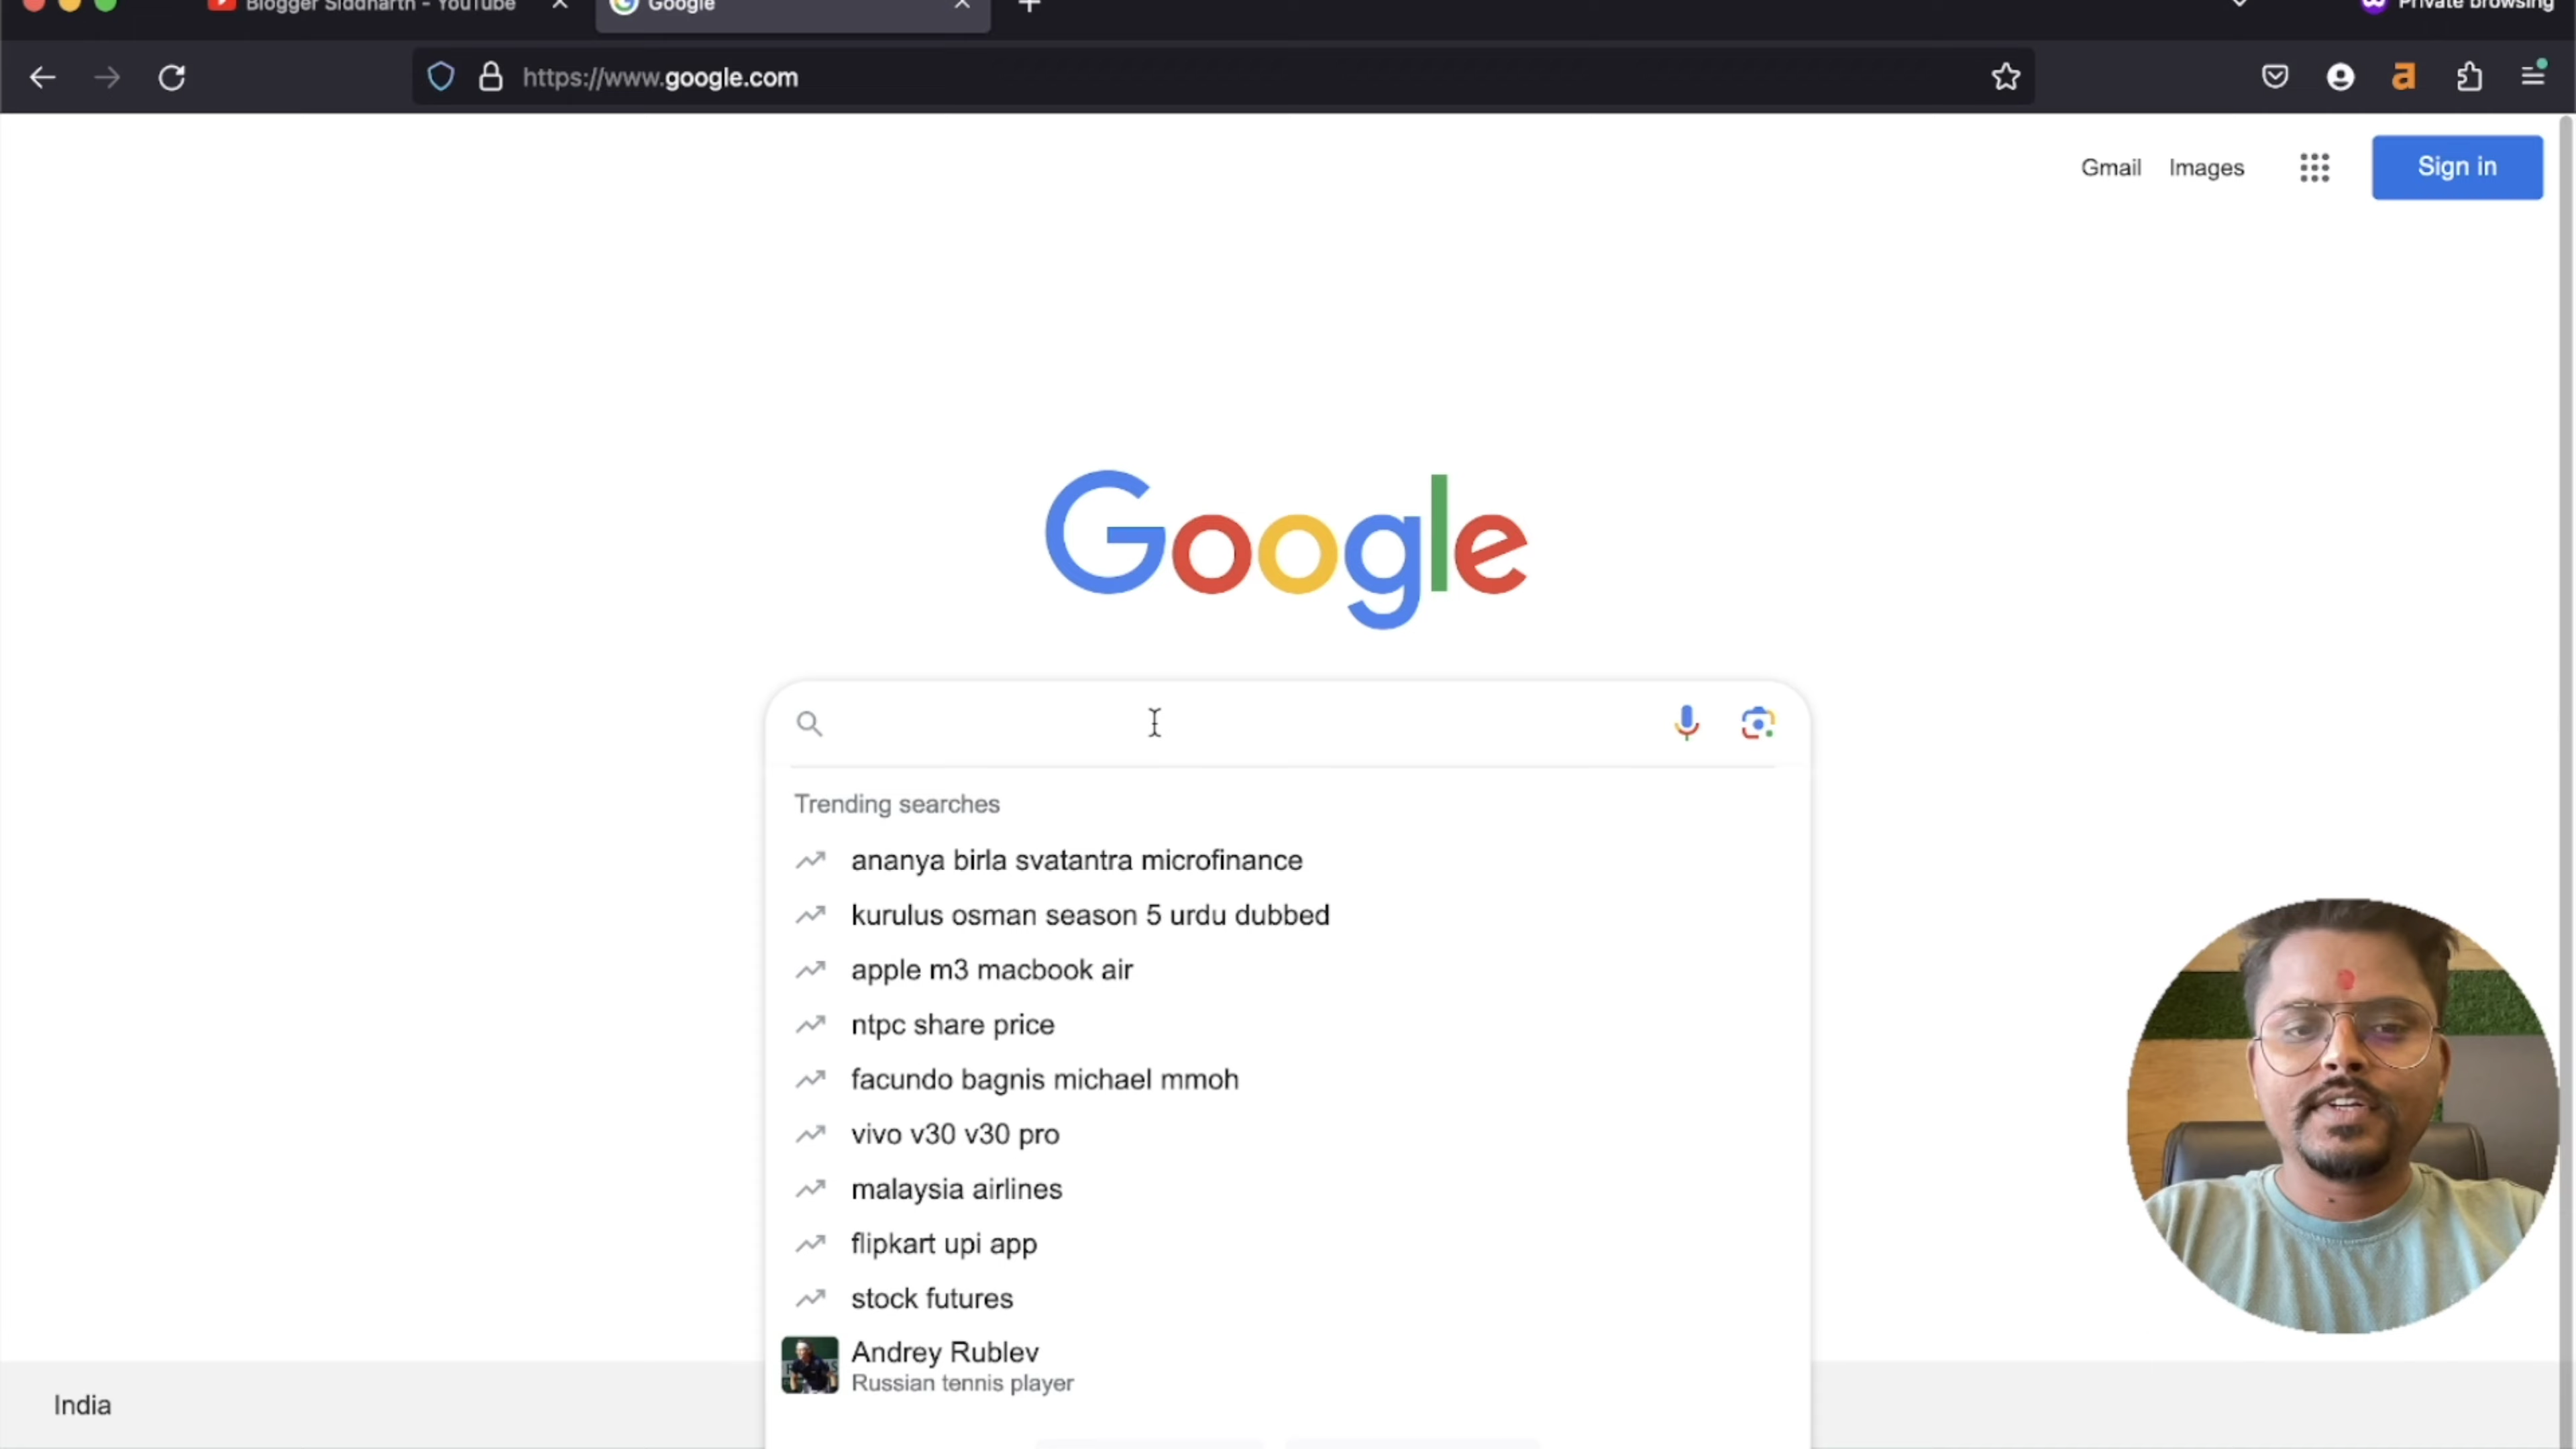 Blogger Siddharth - YouTube
Google
Private browsing
https://www.google.com
a
Gmail
Images
Sign in
Google
Trending searches
ananya birla svatantra microfinance
kurulus osman season 5 urdu dubbed
apple m3 macbook air
ntpc share price
facundo bagnis michael mmoh
vivo v30 v30 pro
malaysia airlines
flipkart upi app
stock futures
Andrey Rublev
Russian tennis player
India